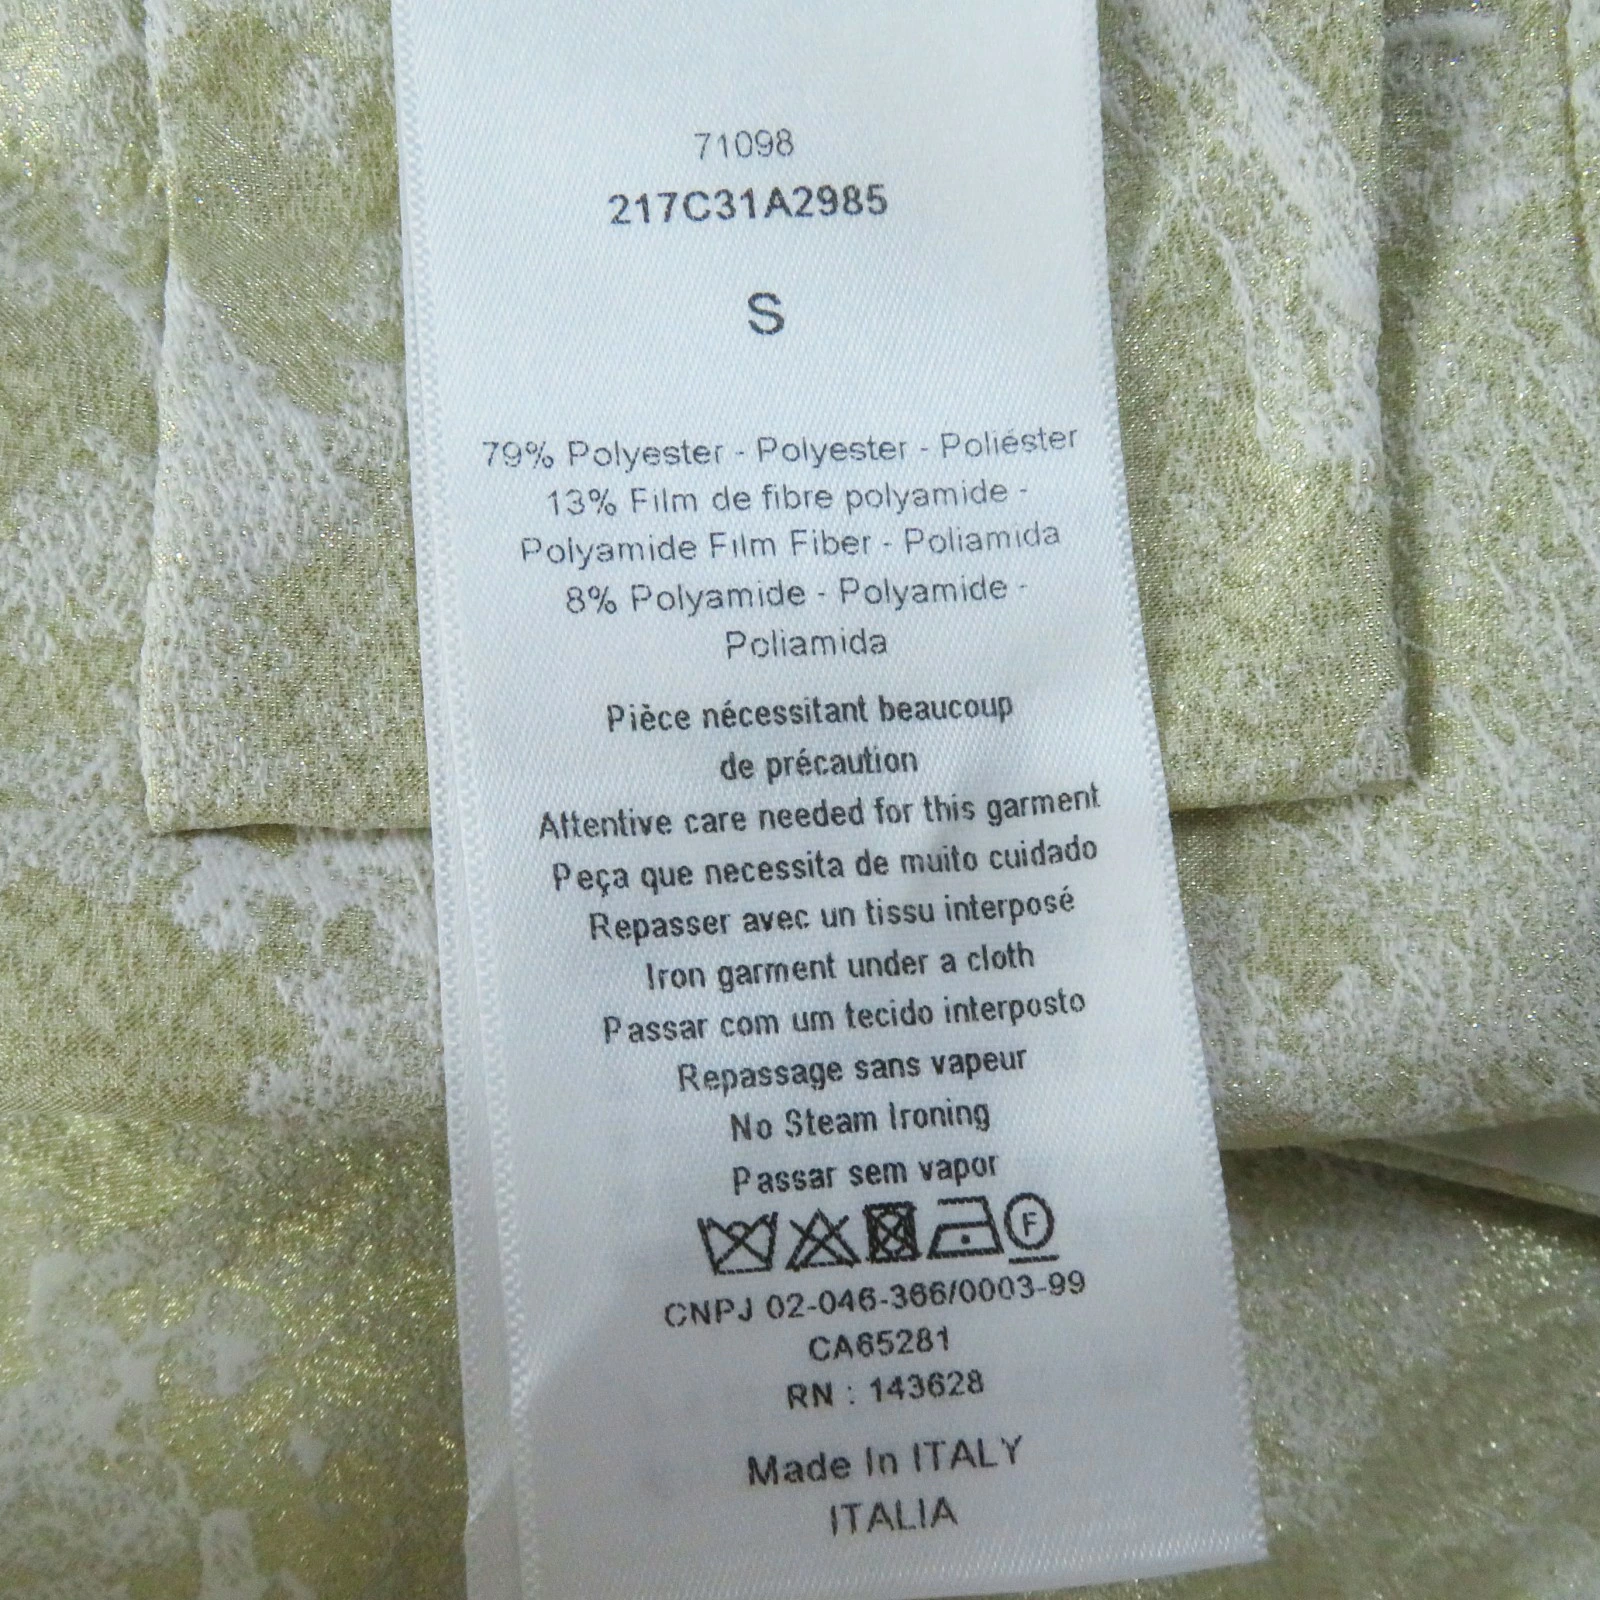 71098
217C31A2985
S
79% Polyester - Polyester - Poliéster
13% Film de fibre polyamide -
Polyamide Film Fiber - Poliamida
8% Polyamide - Polyamide -
Poliamida
Pièce nécessitant beaucoup
de précaution
Attentive care needed for this garment
Peça que necessita de muito cuidado
Repasser avec un tissu interposé
Iron garment under a cloth
Passar com um tecido interposto
Repassage sans vapeur
No Steam Ironing
Passar sem vapor
F
CNPJ 02-046-366/0003-99
CA65281
RN : 143628
Made In ITALY
ITALIA